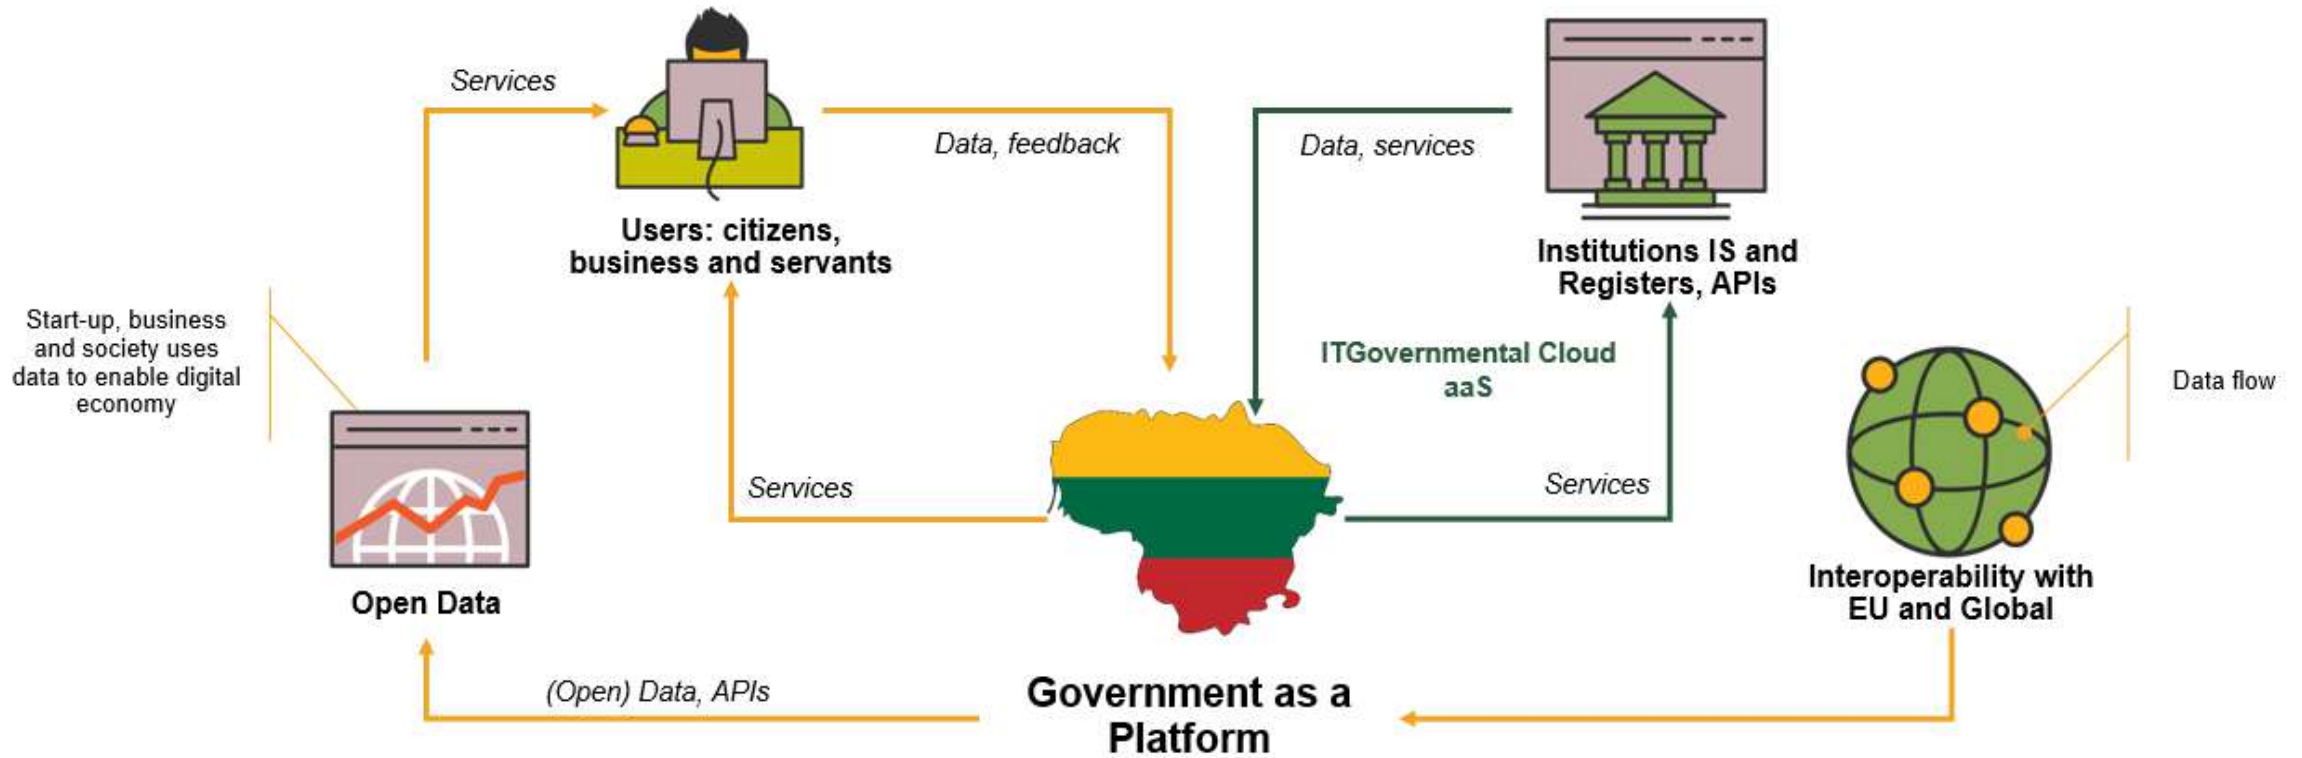 Services
Data, feedback
Data, services
Users: citizens,
business and servants
Institutions IS and
Registers, APIs
Start-up, business
and society uses
data to enable digital
economy
ITGovernmental Cloud
aaS
Data flow
Services
Services
Open Data
Interoperability with
EU and Global
(Open) Data, APIs
Government as a
Platform